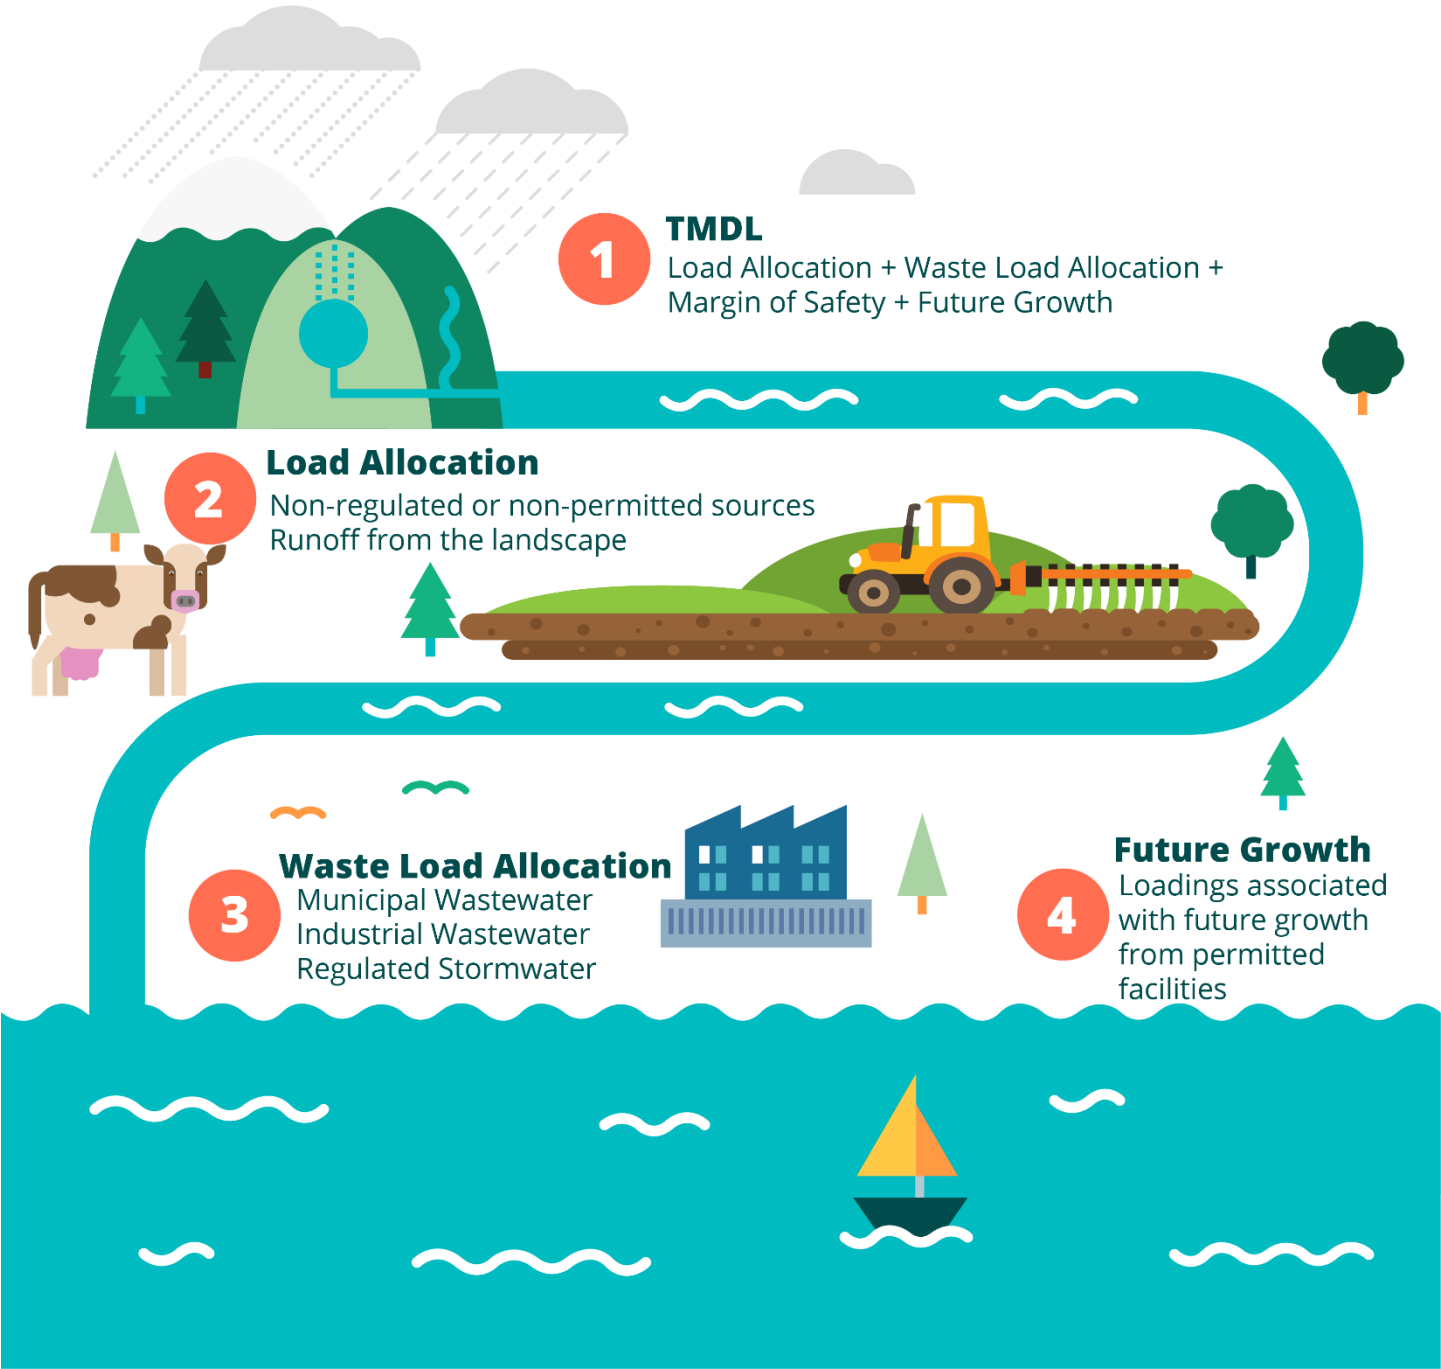 1
TMDL
Load Allocation + Waste Load Allocation +
Margin of Safety + Future Growth
2
Load Allocation
Non-regulated or non-permitted sources
Runoff from the landscape
3
Waste Load Allocation
Municipal Wastewater
Industrial Wastewater
Regulated Stormwater
4
Future Growth
Loadings associated
with future growth
from permitted
facilities